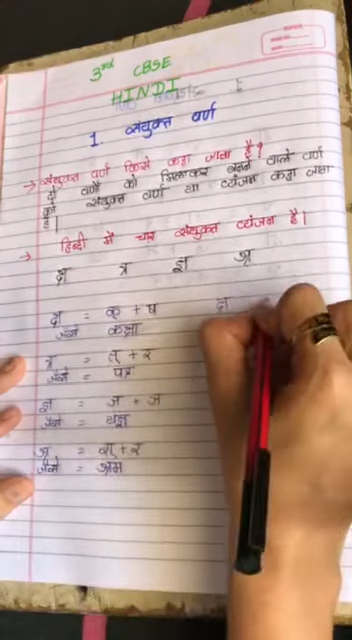 3rd CBSE
HINDI
1. संयुक्त वर्ण
→ संयुक्त वर्ण किसे कहा जाता है?
दो वर्णों को मिलाकर बनने वाले वर्ण
को संयुक्त वर्ण या व्यंजन कहा जाता
है।
→ हिन्दी में चार संयुक्त व्यंजन है।
क्ष त्र ज्ञ श्र
क्ष = क् + ष
जैसे कक्षा
त्र = त् + र
जैसे = पत्र
ज्ञ = ज + ञ
जैसे = यज्ञ
श्र = श् + र
जैसे = श्रम